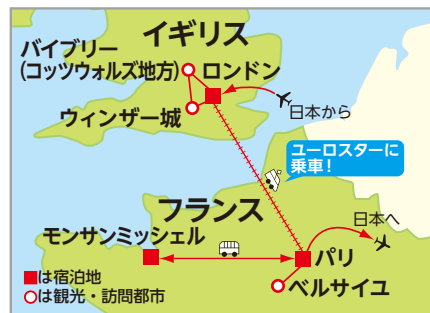 イギリス
バイブリー
(コッツウォルズ地方)
ロンドン
ウィンザー城
日本から
ユーロスターに
乗車!
フランス
モンサンミッシェル
日本へ
パリ
ベルサイユ
■は宿泊地
○は観光・訪問都市